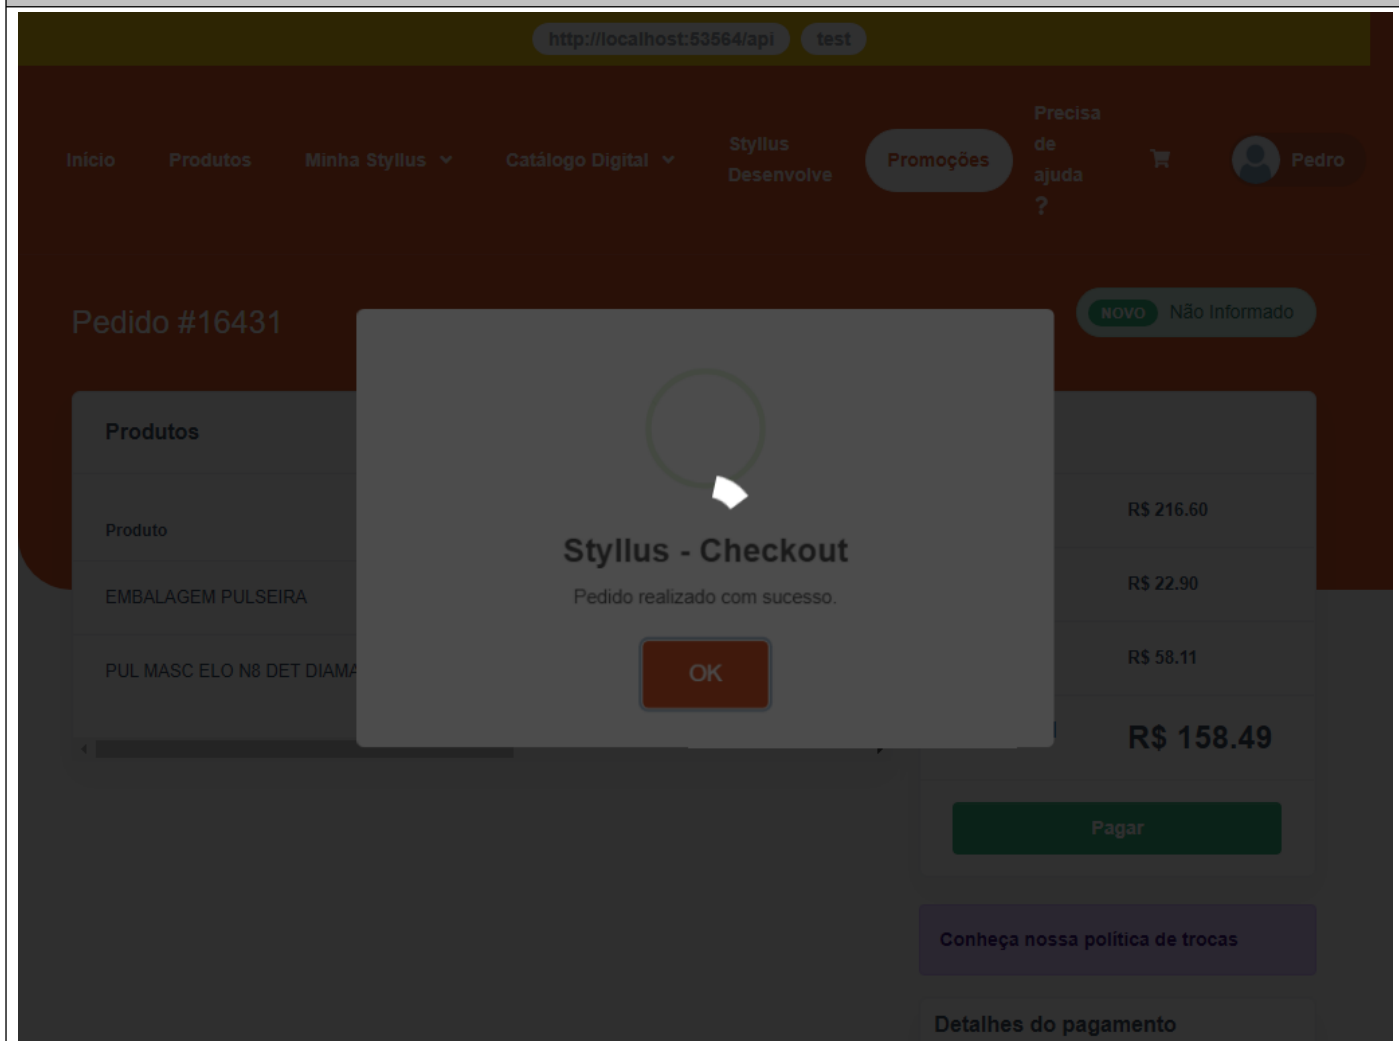 http://localhost:53564/api test
Início Produtos Minha Styllus Catálogo Digital Styllus Desenvolve Promoções Precisa de ajuda ? Pedro
Pedido #16431
NOVO Não Informado
Produtos
Produto
EMBALAGEM PULSEIRA
PUL MASC ELO N8 DET DIAMA
Styllus - Checkout
Pedido realizado com sucesso.
OK
R$ 216.60
R$ 22.90
R$ 58.11
R$ 158.49
Pagar
Conheça nossa política de trocas
Detalhes do pagamento